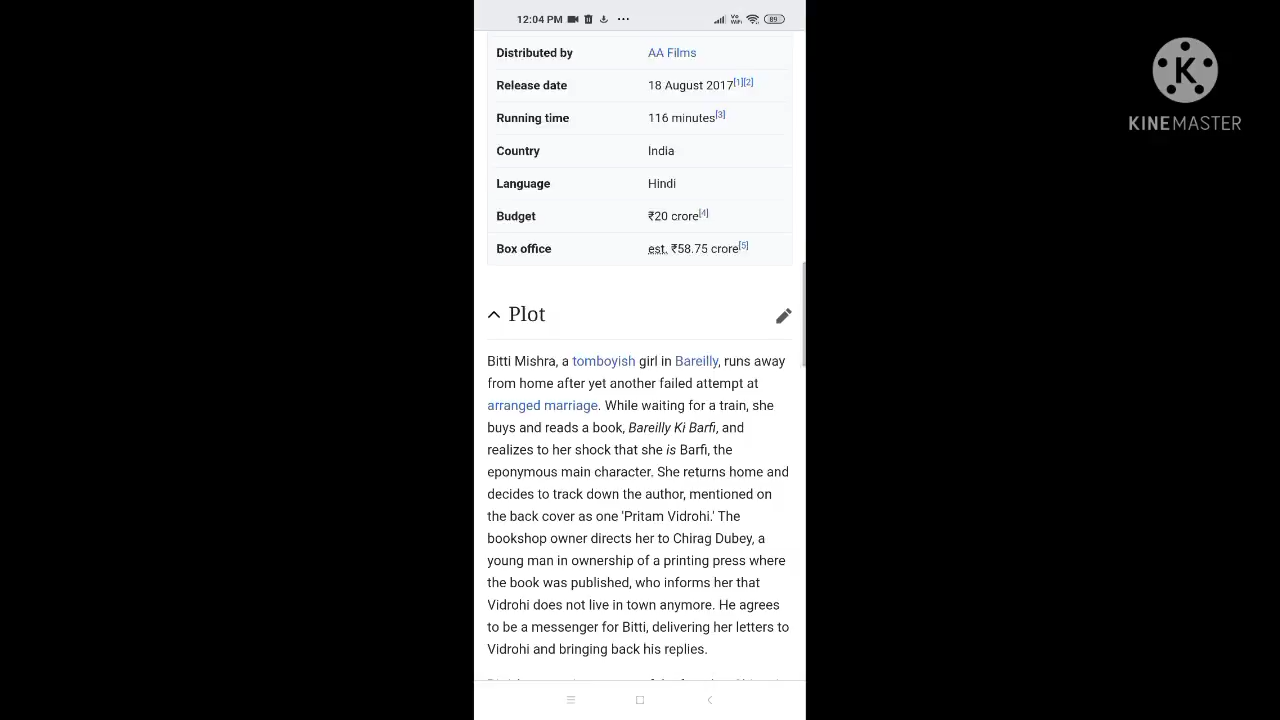 12:04 PM ... Vo WiFi 89
Distributed by AA Films
Release date 18 August 2017[1][2]
Running time 116 minutes[3]
Country India
Language Hindi
Budget ₹20 crore[4]
Box office est. ₹58.75 crore[5]
Plot
Bitti Mishra, a tomboyish girl in Bareilly, runs away
from home after yet another failed attempt at
arranged marriage. While waiting for a train, she
buys and reads a book, Bareilly Ki Barfi, and
realizes to her shock that she is Barfi, the
eponymous main character. She returns home and
decides to track down the author, mentioned on
the back cover as one 'Pritam Vidrohi.' The
bookshop owner directs her to Chirag Dubey, a
young man in ownership of a printing press where
the book was published, who informs her that
Vidrohi does not live in town anymore. He agrees
to be a messenger for Bitti, delivering her letters to
Vidrohi and bringing back his replies.
K
KINEMASTER